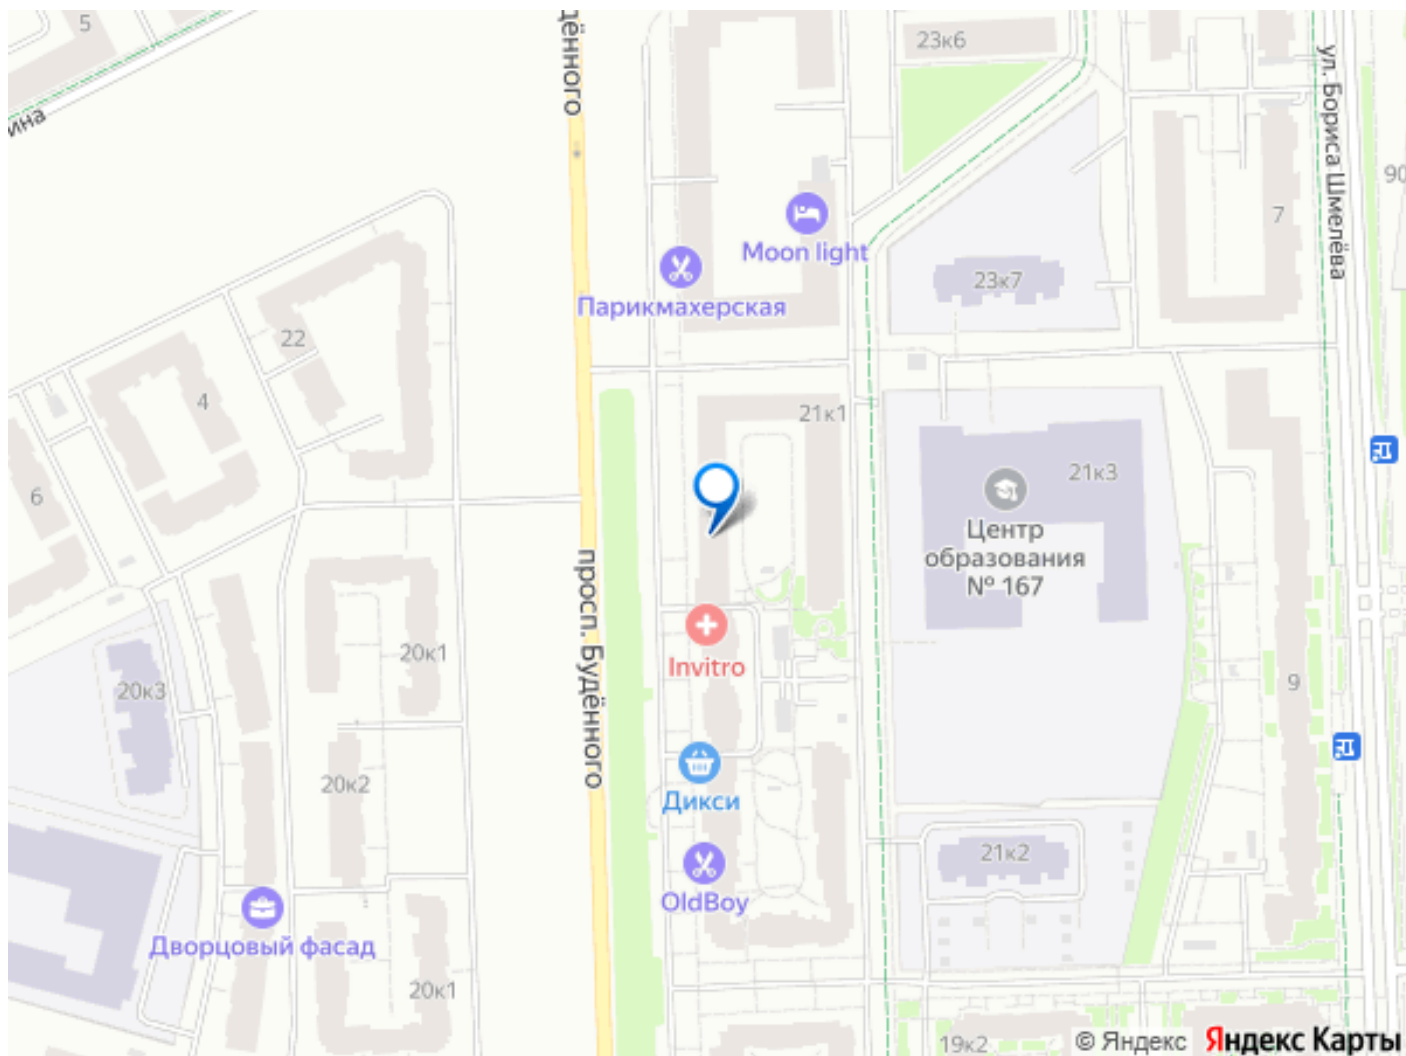 5
дённого
23к6
ул. Бориса Шмелёва
ина
90
7
Moon light
23к7
Парикмахерская
22
4
21к1
6
21к3
Центр
образования
№ 167
просп. Будённого
Invitro
20к1
20к3
9
20к2
Дикси
21к2
OldBoy
Дворцовый фасад
20к1
19к2
© Яндекс Яндекс Карты